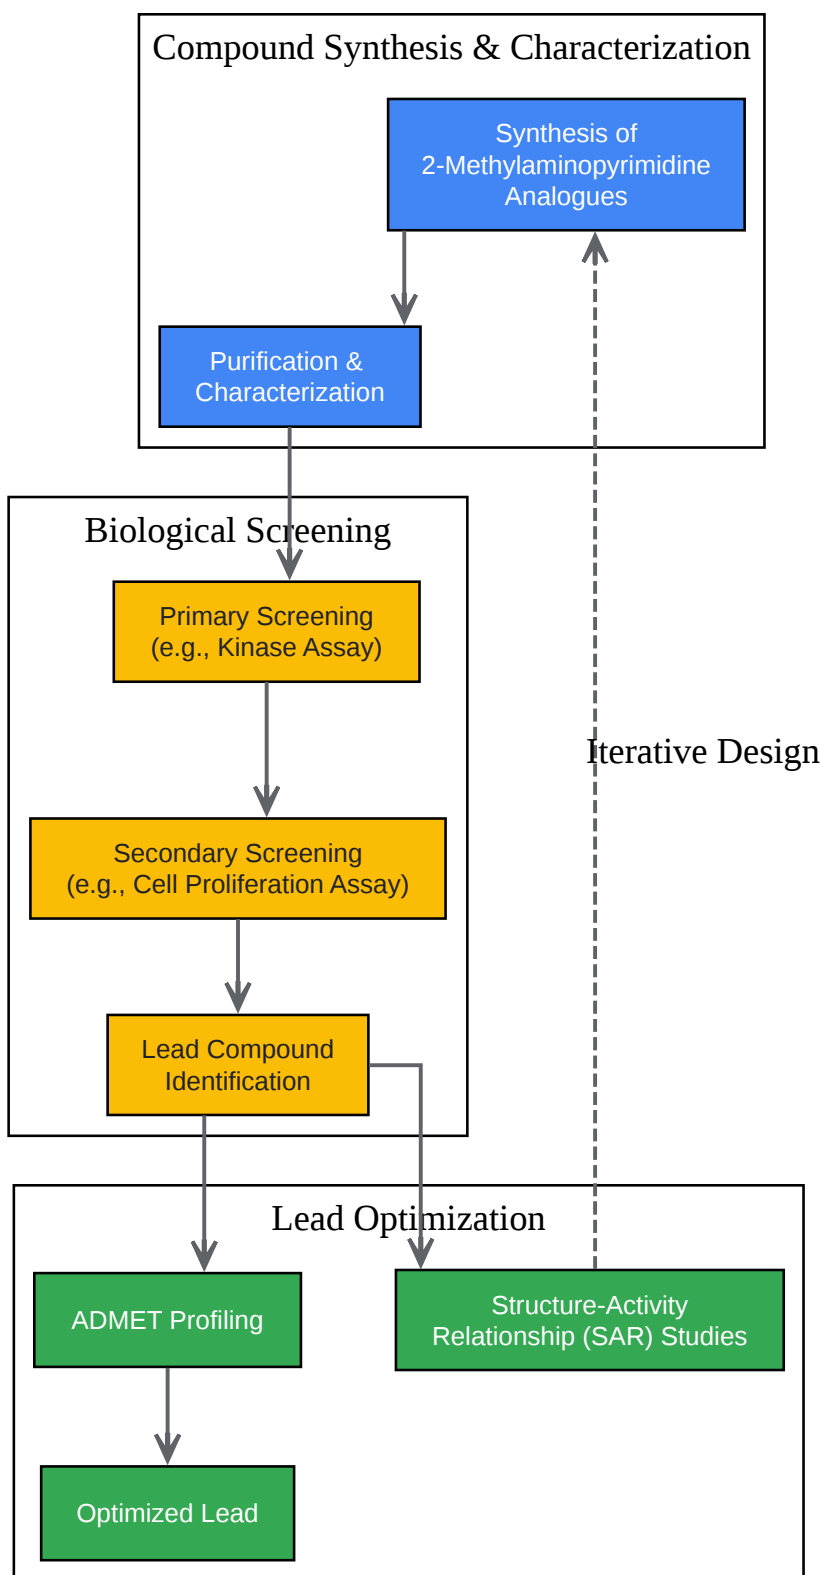 Compound Synthesis & Characterization
Synthesis of
2-Methylaminopyrimidine
Analogues
Purification &
Characterization
Biological Screening
Primary Screening
(e.g., Kinase Assay)
Iterative Design
Secondary Screening
(e.g., Cell Proliferation Assay)
Lead Compound
Identification
Lead Optimization
ADMET Profiling
Structure-Activity
Relationship (SAR) Studies
Optimized Lead